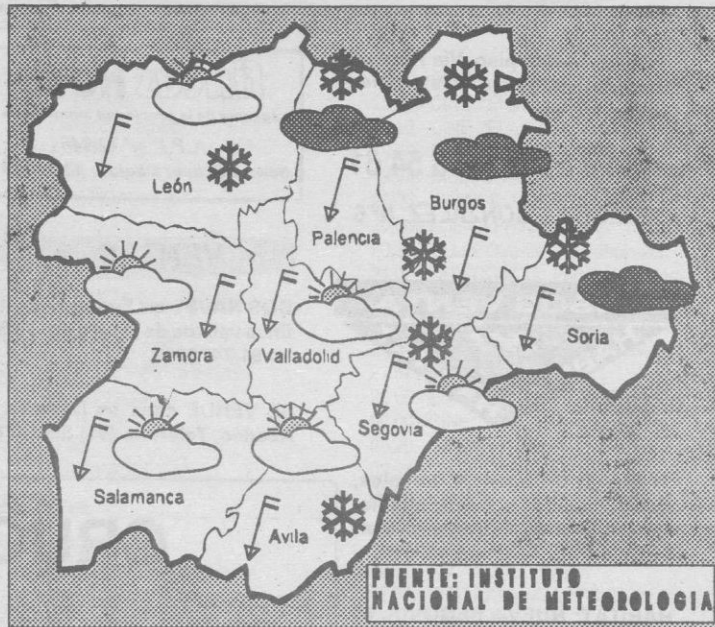 León
Burgos
Palencia
Soria
Zamora
Valladolid
Segovia
Salamanca
Avila
FUENTE: INSTITUTO
NACIONAL DE METEOROLOGIA